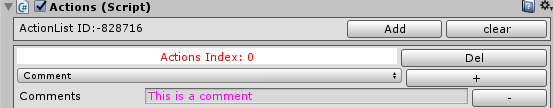 Actions (Script)
ActionList ID:-828716 Add clear
Actions Index: 0 Del
Comment +
Comments This is a comment -